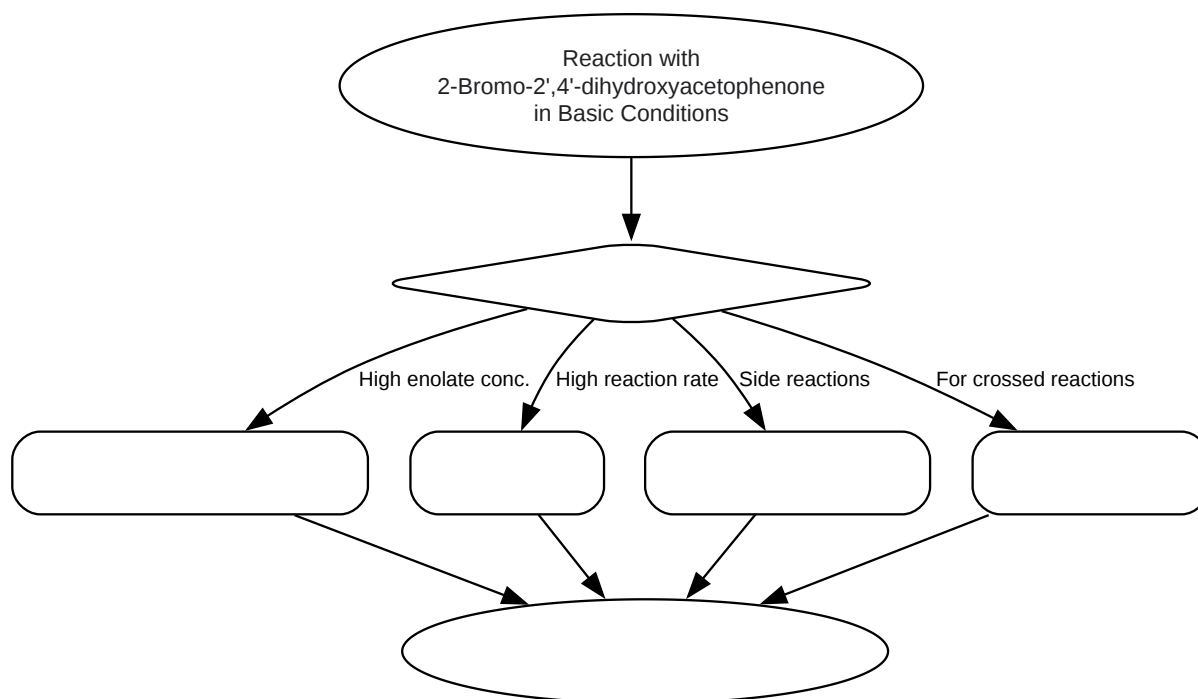 Reaction with
2-Bromo-2',4'-dihydroxyacetophenone
in Basic Conditions
High enolate conc.
High reaction rate
Side reactions
For crossed reactions